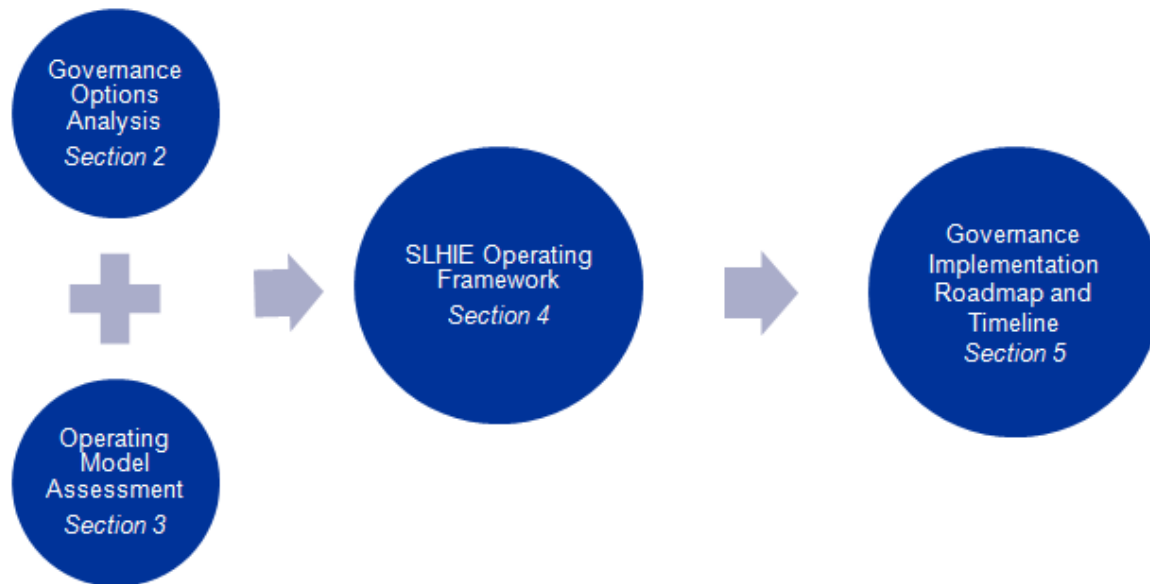 Governance
Options
Analysis
Section 2
Operating
Model
Assessment
Section 3
SLHIE Operating
Framework
Section 4
Governance
Implementation
Roadmap and
Timeline
Section 5